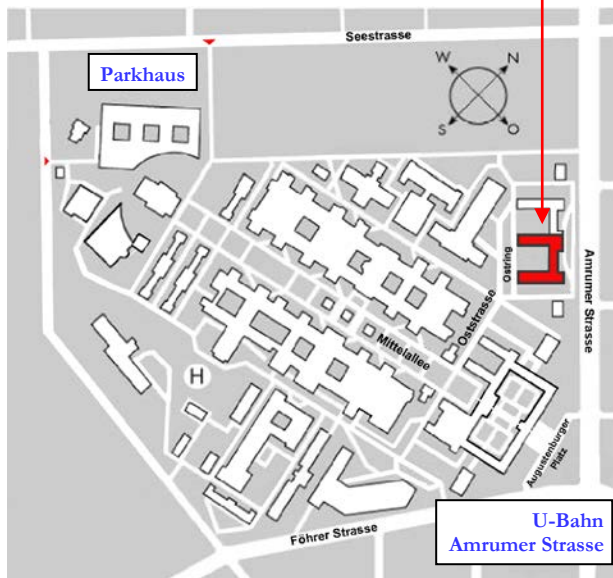 Seestrasse
Parkhaus
W
N
S
O
Ostring
Amrumer Strasse
Oststrasse
Mittelallee
H
Augustenburger
Platz
Föhrer Strasse
U-Bahn
Amrumer Strasse